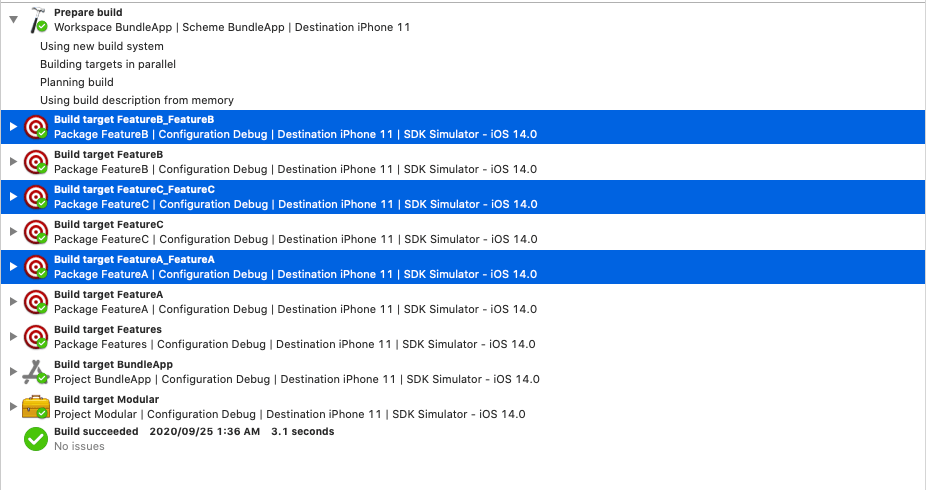 Prepare build
Workspace BundleApp | Scheme BundleApp | Destination iPhone 11
Using new build system
Building targets in parallel
Planning build
Using build description from memory
Build target FeatureB_FeatureB
Package FeatureB | Configuration Debug | Destination iPhone 11 | SDK Simulator - iOS 14.0
Build target FeatureB
Package FeatureB | Configuration Debug | Destination iPhone 11 | SDK Simulator - iOS 14.0
Build target FeatureC_FeatureC
Package FeatureC | Configuration Debug | Destination iPhone 11 | SDK Simulator - iOS 14.0
Build target FeatureC
Package FeatureC | Configuration Debug | Destination iPhone 11 | SDK Simulator - iOS 14.0
Build target FeatureA_FeatureA
Package FeatureA | Configuration Debug | Destination iPhone 11 | SDK Simulator - iOS 14.0
Build target FeatureA
Package FeatureA | Configuration Debug | Destination iPhone 11 | SDK Simulator - iOS 14.0
Build target Features
Package Features | Configuration Debug | Destination iPhone 11 | SDK Simulator - iOS 14.0
Build target BundleApp
Project BundleApp | Configuration Debug | Destination iPhone 11 | SDK Simulator - iOS 14.0
Build target Modular
Project Modular | Configuration Debug | Destination iPhone 11 | SDK Simulator - iOS 14.0
Build succeeded 2020/09/25 1:36 AM 3.1 seconds
No issues